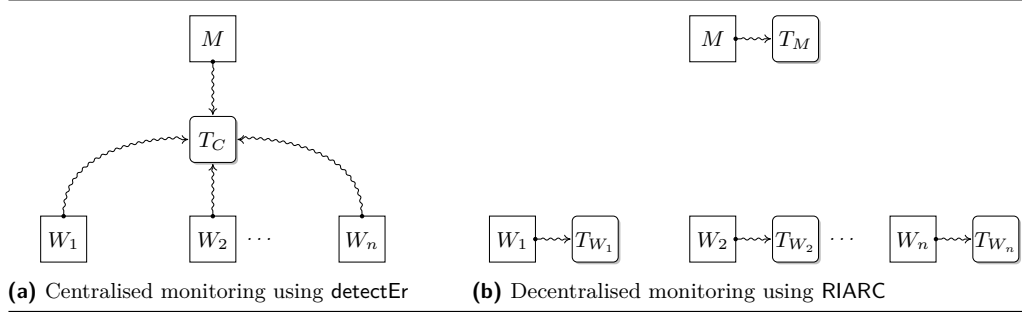 M M T_M
T_C
W_1 W_2 ··· W_n W_1 T_{W_1} W_2 T_{W_2} ··· W_n T_{W_n}
(a) Centralised monitoring using detectEr (b) Decentralised monitoring using RIARC